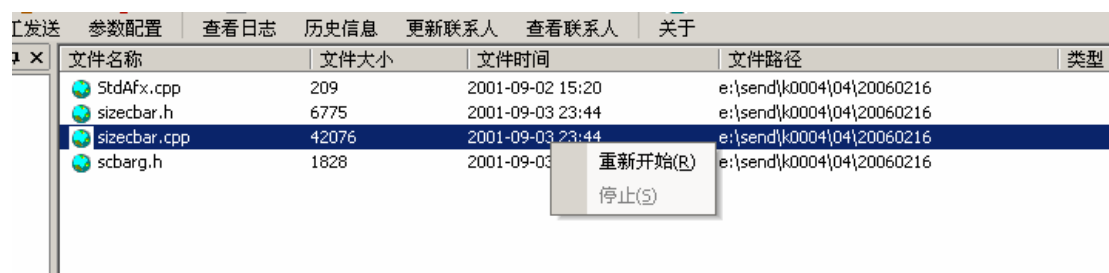 工发送 参数配置 查看日志 历史信息 更新联系人 查看联系人 关于
文件名称 文件大小 文件时间 文件路径 类型
StdAfx.cpp 209 2001-09-02 15:20 e:\send\k0004\04\20060216
sizecbar.h 6775 2001-09-03 23:44 e:\send\k0004\04\20060216
sizecbar.cpp 42076 2001-09-03 23:44 e:\send\k0004\04\20060216
scbarg.h 1828 2001-09-03 e:\send\k0004\04\20060216
重新开始(R)
停止(S)